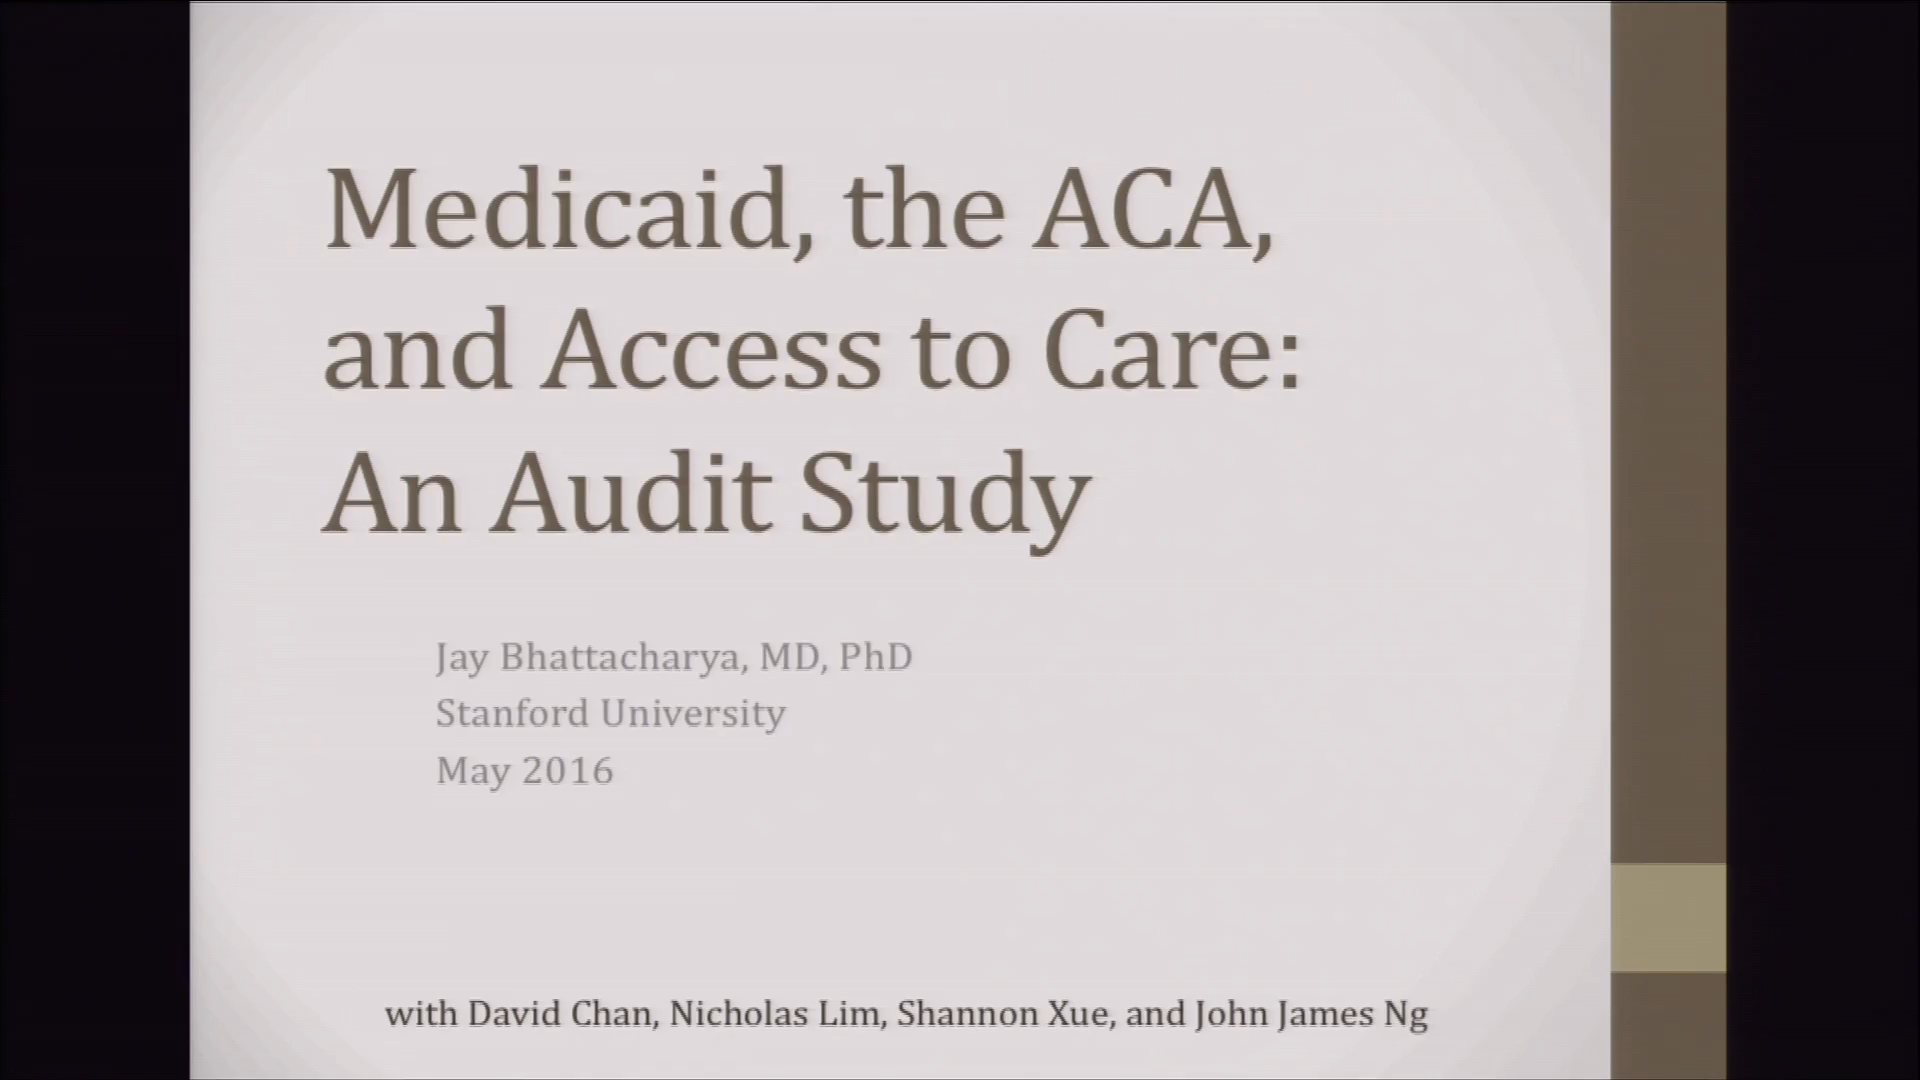 Medicaid, the ACA,
and Access to Care:
An Audit Study
Jay Bhattacharya, MD, PhD
Stanford University
May 2016
with David Chan, Nicholas Lim, Shannon Xue, and John James Ng